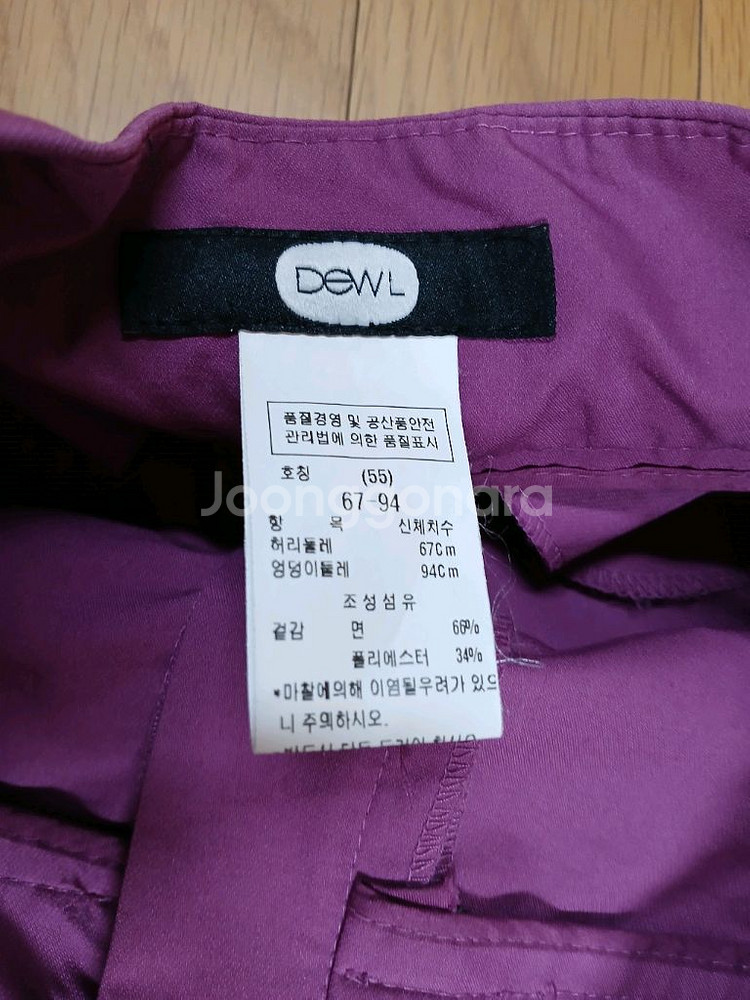 DEWL
품질경영 및 공산품안전
관리법에 의한 품질표시
호칭 (55)
67-94
Joonggonara
항 목 신체치수
허리둘레 67Cm
엉덩이둘레 94Cm
조성섬유
겉감 면 66%
폴리에스터 34%
*마찰에의해 이염될우려가 있으
니 주의하시오.